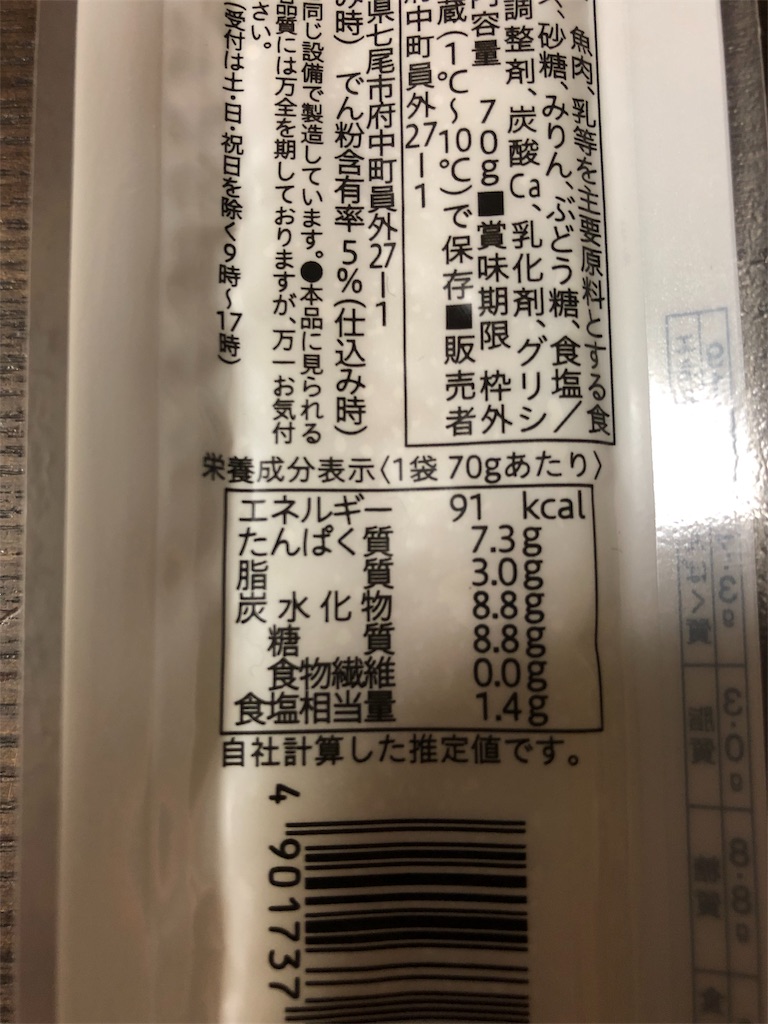 、魚肉、乳等を主要原料とする食
、砂糖、みりん、ぶどう糖、食塩／
調整剤、炭酸Ca、乳化剤、グリシ
内容量 70g■賞味期限 枠外
蔵(1℃～10℃)で保存■販売者
府中町員外27ー1
県七尾市府中町員外27ー1
み時) でん粉含有率 5%(仕込み時)
同じ設備で製造しています。●本品に見られる
品質には万全を期しておりますが、万一お気付
さい。
(受付は土・日・祝日を除く9時～17時)
栄養成分表示〈1袋 70gあたり〉
エネルギー 91 kcal
たんぱく質 7.3g
脂質 3.0g
炭水化物 8.8g
糖質 8.8g
食物繊維 0.0g
食塩相当量 1.4g
自社計算した推定値です。
4 901737